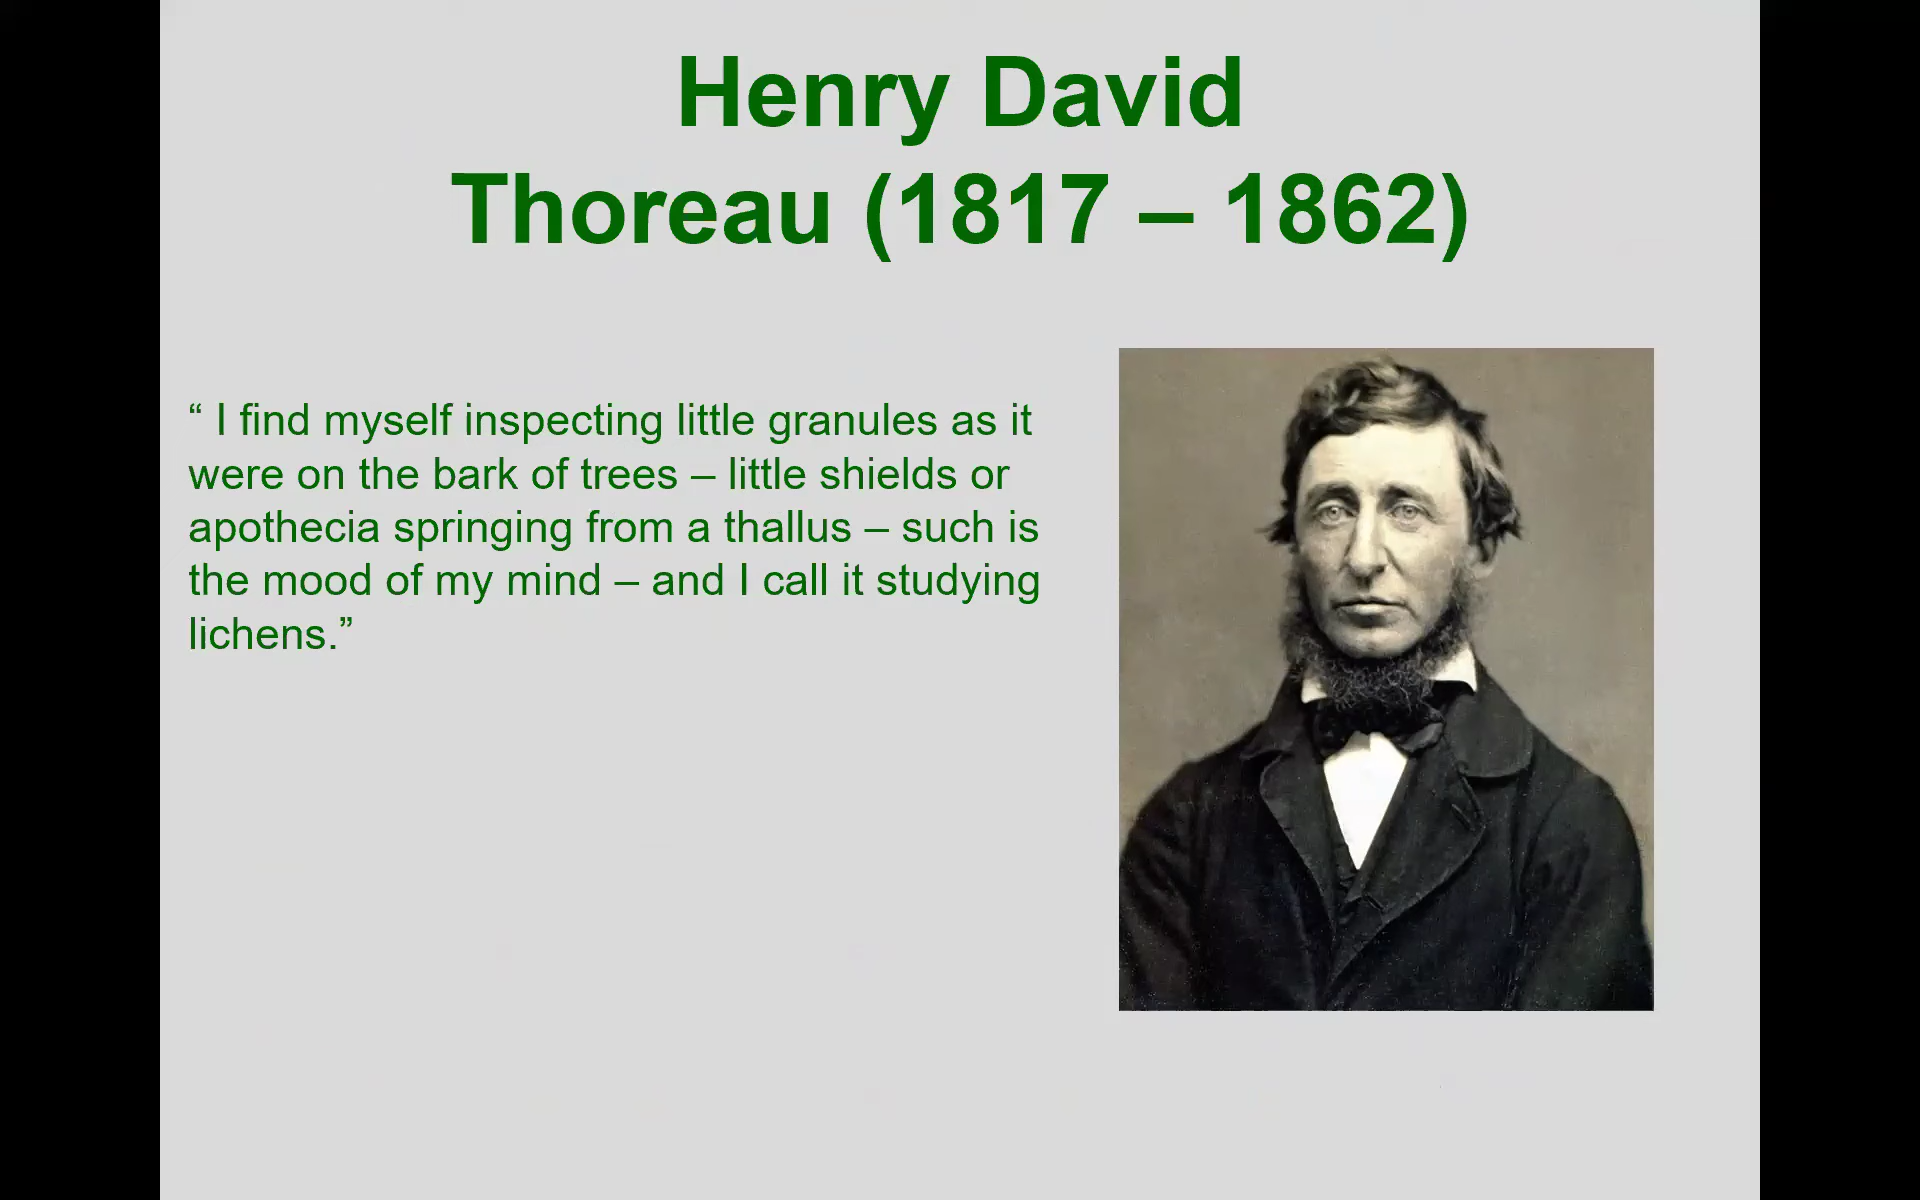 Henry David
Thoreau (1817 – 1862)
“ I find myself inspecting little granules as it
were on the bark of trees – little shields or
apothecia springing from a thallus – such is
the mood of my mind – and I call it studying
lichens.”